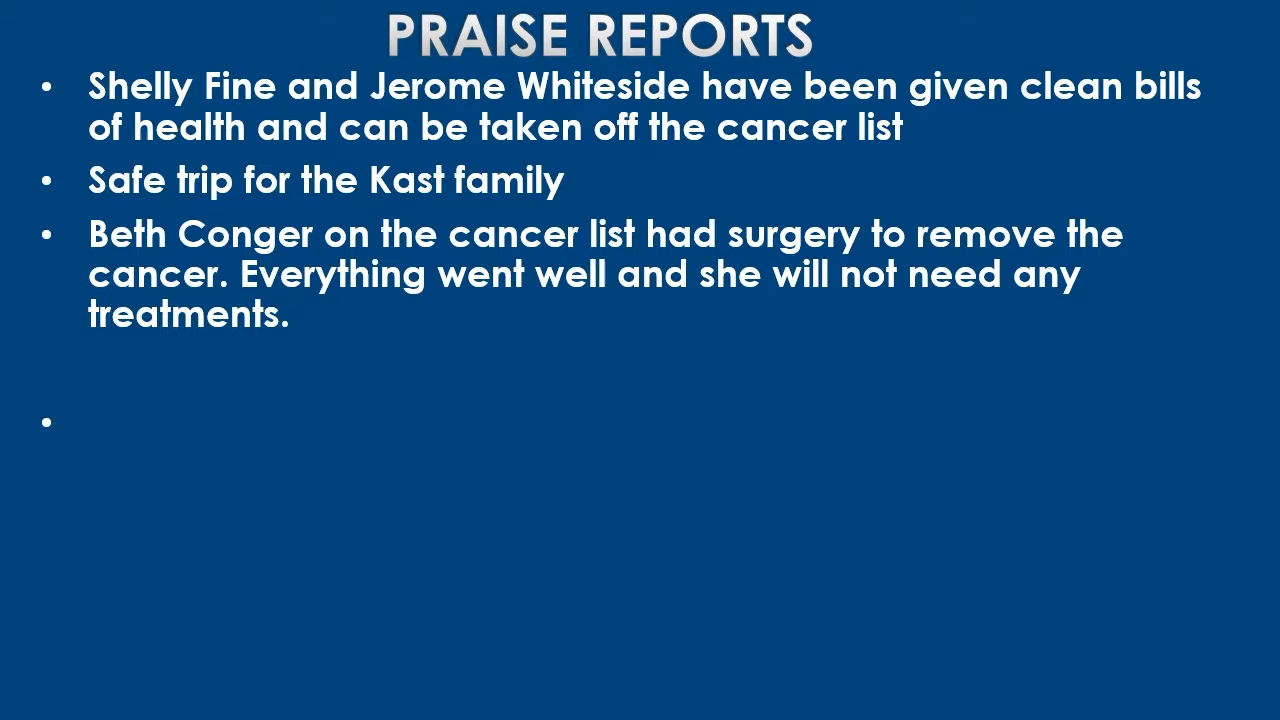 PRAISE REPORTS
• Shelly Fine and Jerome Whiteside have been given clean bills
of health and can be taken off the cancer list
• Safe trip for the Kast family
• Beth Conger on the cancer list had surgery to remove the
cancer. Everything went well and she will not need any
treatments.
•